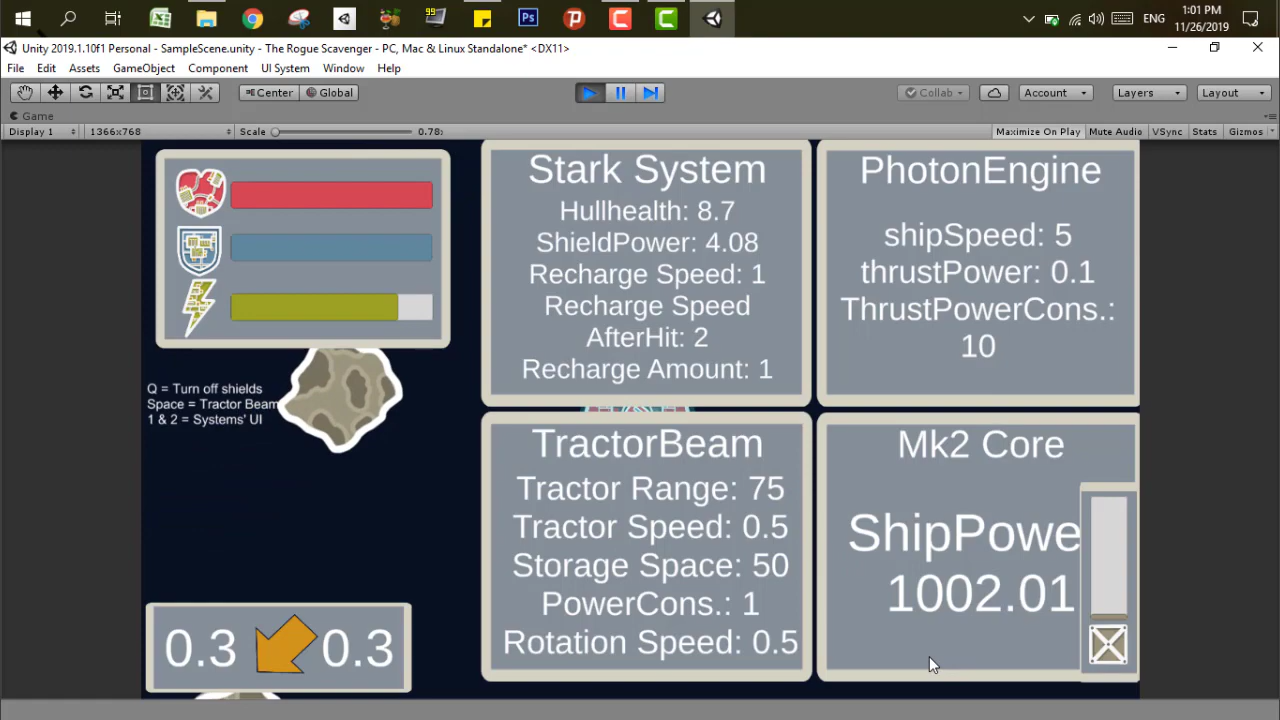 ENG
1:01 PM
11/26/2019
Unity 2019.1.10f1 Personal - SampleScene.unity - The Rogue Scavenger - PC, Mac & Linux Standalone* <DX11>
File Edit Assets GameObject Component UI System Window Help
Center Global Collab Account Layers Layout
Game
Display 1 1366x768 Scale 0.78: Maximize On Play Mute Audio VSync Stats Gizmos
Stark System
Hullhealth: 8.7
ShieldPower: 4.08
Recharge Speed: 1
Recharge Speed
AfterHit: 2
Recharge Amount: 1
PhotonEngine
shipSpeed: 5
thrustPower: 0.1
ThrustPowerCons.:
10
Q = Turn off shields
Space = Tractor Beam
1 & 2 = Systems' UI
TractorBeam
Tractor Range: 75
Tractor Speed: 0.5
Storage Space: 50
PowerCons.: 1
Rotation Speed: 0.5
Mk2 Core
ShipPowe
1002.01
0.3 0.3